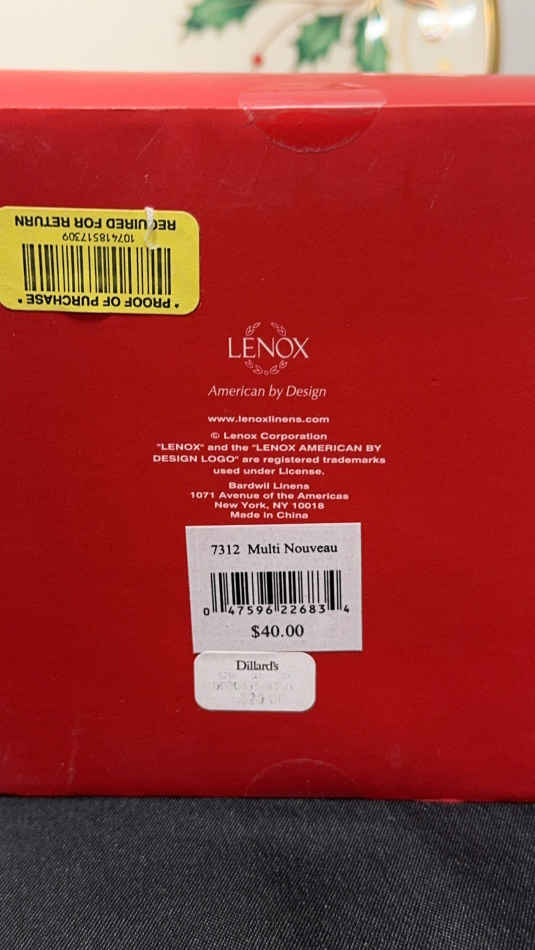 REQUIRED FOR RETURN
107418517309
* PROOF OF PURCHASE *
LENOX
American by Design
www.lenoxlinens.com
© Lenox Corporation
"LENOX" and the "LENOX AMERICAN BY
DESIGN LOGO" are registered trademarks
used under License.
Bardwil Linens
1071 Avenue of the Americas
New York, NY 10018
Made in China
7312 Multi Nouveau
0 47596 22683 4
$40.00
Dillard's